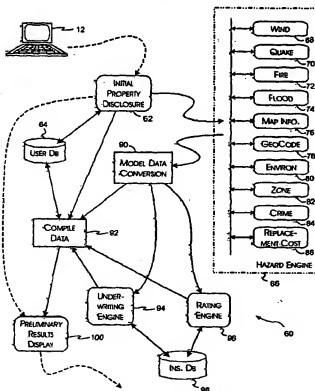 12
WIND
68
QUAKE
70
FIRE
72
FLOOD
74
MAP INFO.
76
GEOCODE
78
ENVIRON
80
ZONE
82
CRIME
84
REPLACE-
MENT COST
86
HAZARD ENGINE
66
INITIAL
PROPERTY
DISCLOSURE
62
64
USER DB
90
MODEL DATA
CONVERSION
COMPILE
DATA
92
UNDER-
WRITING
ENGINE
94
RATING
ENGINE
96
60
PRELIMINARY
RESULTS
DISPLAY
100
INS. DB
98